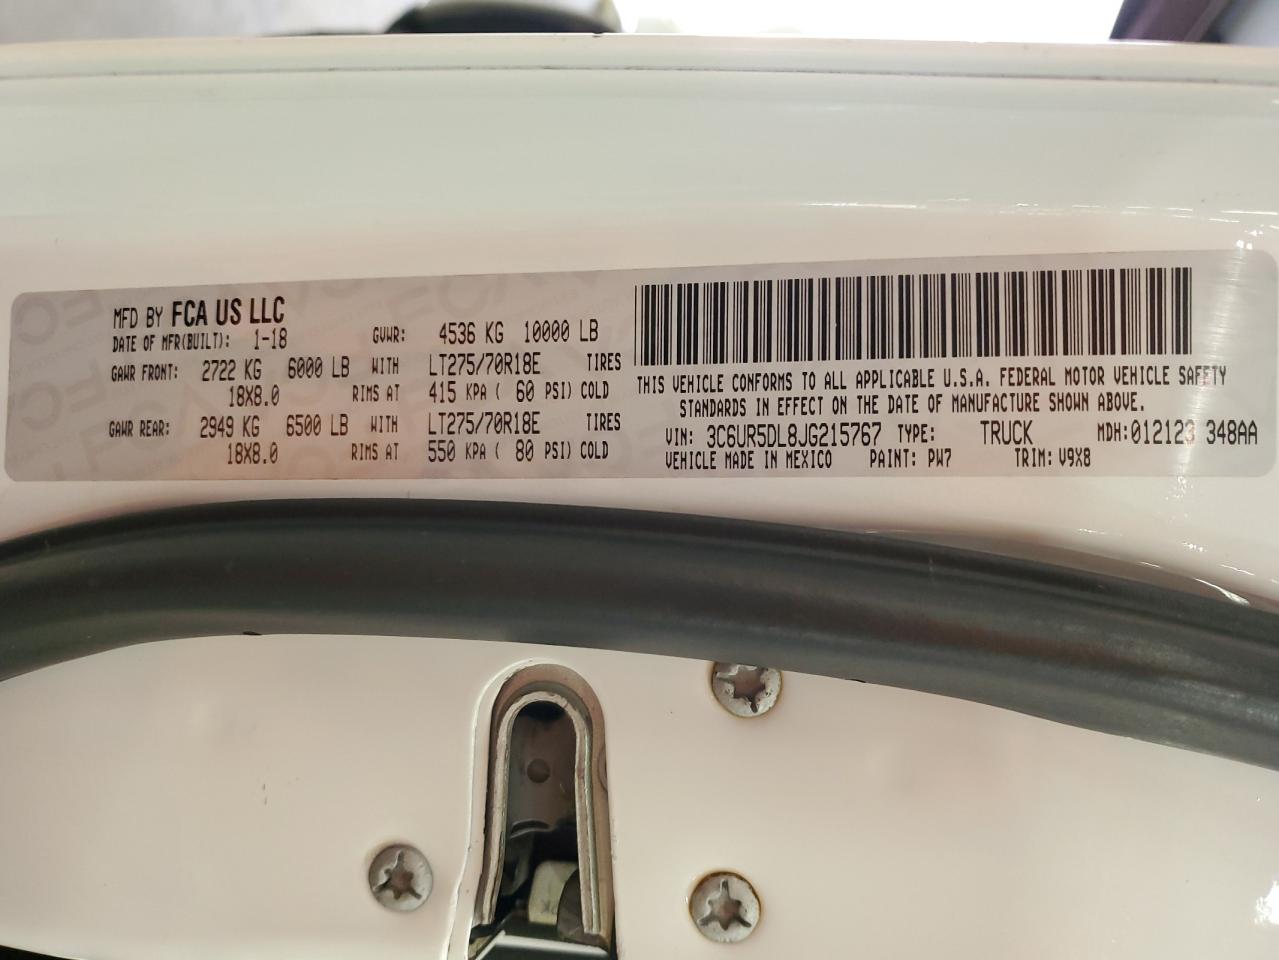 MFD BY FCA US LLC
DATE OF MFR(BUILT): 1-18 GVWR: 4536 KG 10000 LB
GAWR FRONT: 2722 KG 6000 LB WITH LT275/70R18E TIRES
18X8.0 RIMS AT 415 KPA ( 60 PSI) COLD
GAWR REAR: 2949 KG 6500 LB WITH LT275/70R18E TIRES
18X8.0 RIMS AT 550 KPA ( 80 PSI) COLD
THIS VEHICLE CONFORMS TO ALL APPLICABLE U.S.A. FEDERAL MOTOR VEHICLE SAFETY
STANDARDS IN EFFECT ON THE DATE OF MANUFACTURE SHOWN ABOVE.
VIN: 3C6UR5DL8JG215767 TYPE: TRUCK MDH:012123 348AA
VEHICLE MADE IN MEXICO PAINT: PW7 TRIM: V9X8